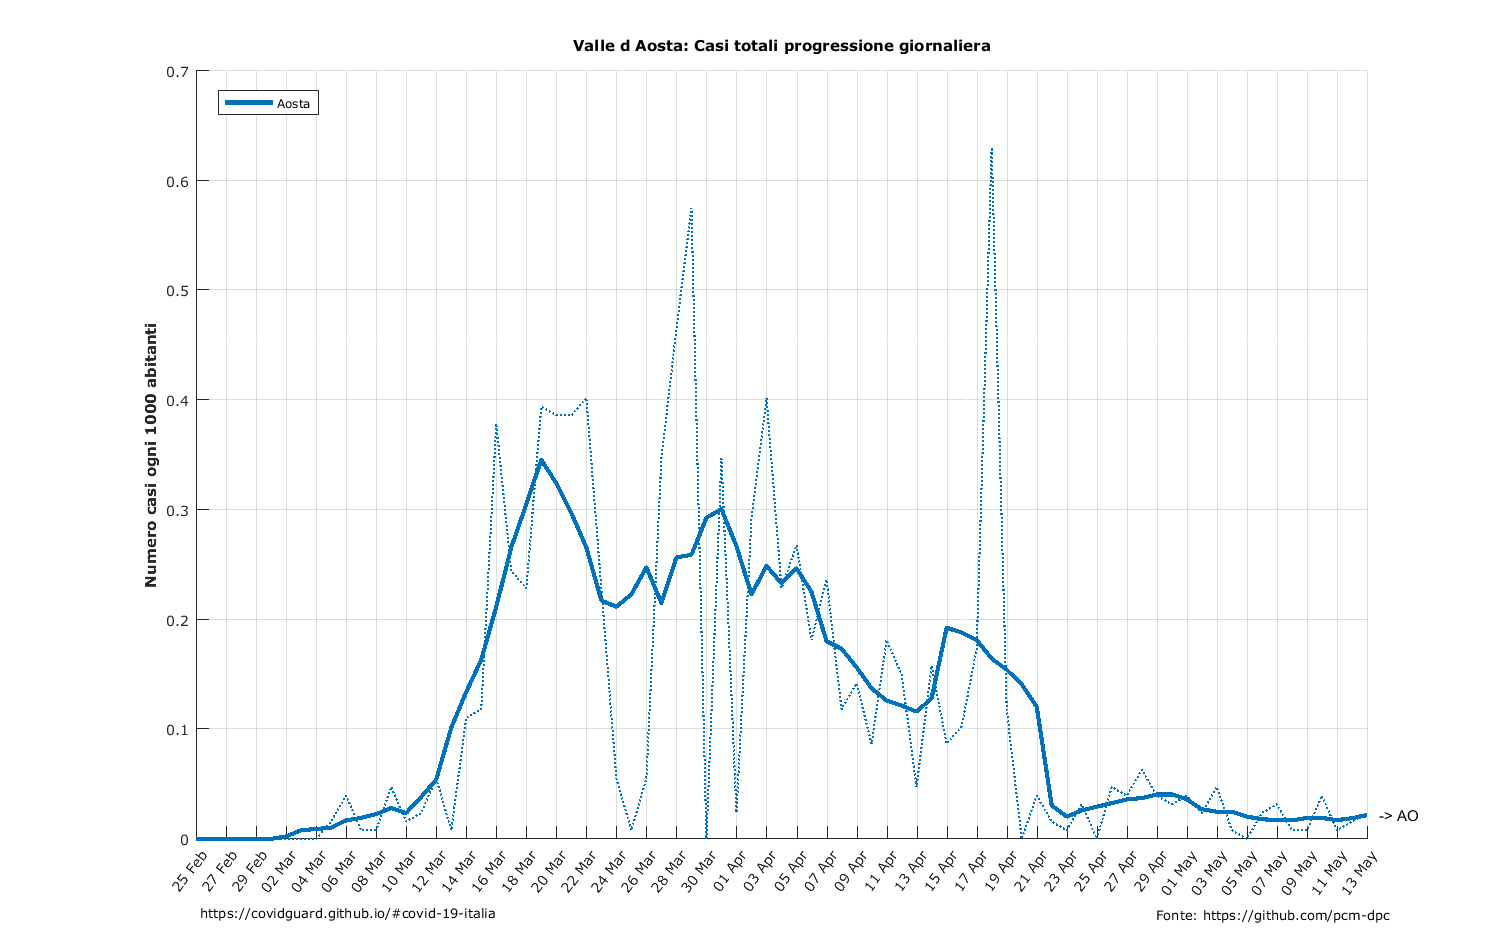 Valle d Aosta: Casi totali progressione giornaliera
Aosta
Numero casi ogni 1000 abitanti
0.7
0.6
0.5
0.4
0.3
0.2
0.1
0
-> AO
25 Feb
27 Feb
29 Feb
02 Mar
04 Mar
06 Mar
08 Mar
10 Mar
12 Mar
14 Mar
16 Mar
18 Mar
20 Mar
22 Mar
24 Mar
26 Mar
28 Mar
30 Mar
01 Apr
03 Apr
05 Apr
07 Apr
09 Apr
11 Apr
13 Apr
15 Apr
17 Apr
19 Apr
21 Apr
23 Apr
25 Apr
27 Apr
29 Apr
01 May
03 May
05 May
07 May
09 May
11 May
13 May
https://covidguard.github.io/#covid-19-italia
Fonte: https://github.com/pcm-dpc